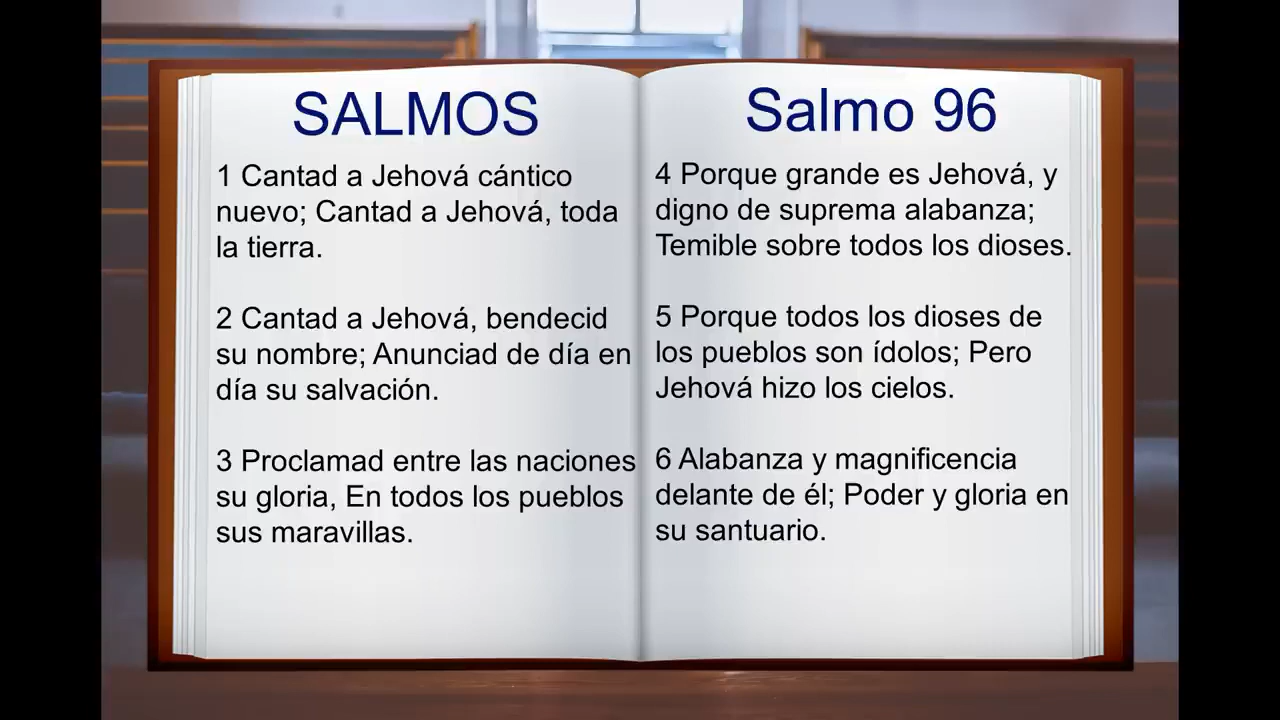 SALMOS
1 Cantad a Jehová cántico
nuevo; Cantad a Jehová, toda
la tierra.
2 Cantad a Jehová, bendecid
su nombre; Anunciad de día en
día su salvación.
3 Proclamad entre las naciones
su gloria, En todos los pueblos
sus maravillas.
Salmo 96
4 Porque grande es Jehová, y
digno de suprema alabanza;
Temible sobre todos los dioses.
5 Porque todos los dioses de
los pueblos son ídolos; Pero
Jehová hizo los cielos.
6 Alabanza y magnificencia
delante de él; Poder y gloria en
su santuario.